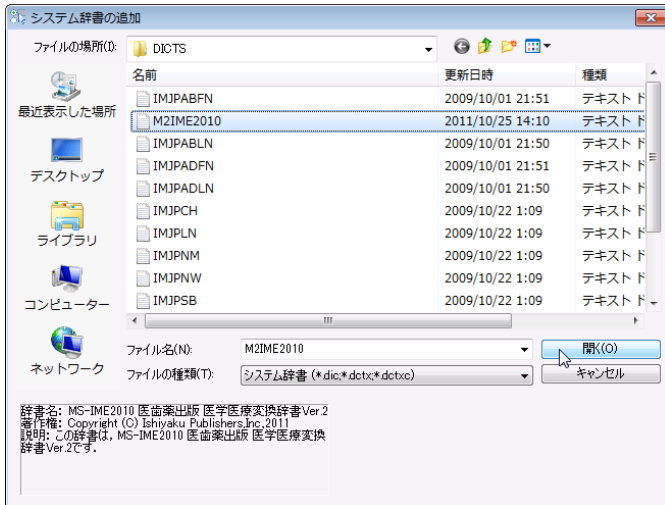 システム辞書の追加
ファイルの場所(I):
DICTS
名前
更新日時
種類
IMJPABFN
2009/10/01 21:51
テキスト ド
M2IME2010
2011/10/25 14:10
テキスト ド
IMJPABLN
2009/10/01 21:50
テキスト ド
IMJPADFN
2009/10/01 21:51
テキスト ド
IMJPADLN
2009/10/01 21:50
テキスト ド
IMJPCH
2009/10/22 1:09
テキスト ド
IMJPLN
2009/10/22 1:09
テキスト ド
IMJPNM
2009/10/22 1:09
テキスト ド
IMJPNW
2009/10/22 1:09
テキスト ド
IMJPSB
2009/10/22 1:09
テキスト ド
最近表示した場所
デスクトップ
ライブラリ
コンピューター
ネットワーク
ファイル名(N):
M2IME2010
開く(O)
ファイルの種類(T):
システム辞書 (*.dic;*.dctx;*.dctxc)
キャンセル
辞書名: MS-IME2010 医歯薬出版 医学医療変換辞書Ver.2
著作権: Copyright (C) Ishiyaku Publishers,Inc.,2011
説明: この辞書は，MS-IME2010 医歯薬出版 医学医療変換
辞書Ver.2です．